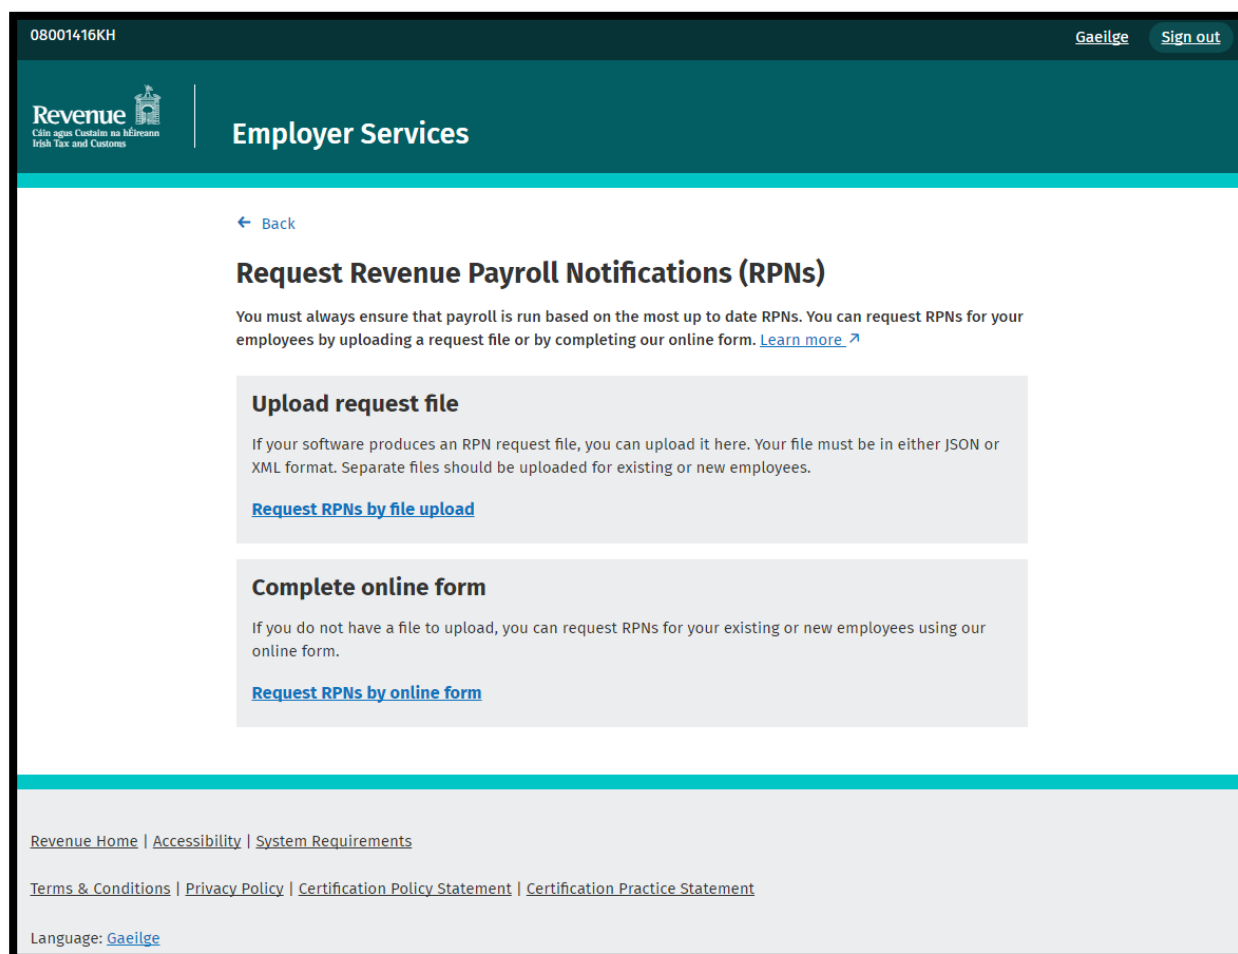 08001416KH
Gaeilge
Sign out
Revenue
Cáin agus Custaim na hÉireann
Irish Tax and Customs
Employer Services
← Back
Request Revenue Payroll Notifications (RPNs)
You must always ensure that payroll is run based on the most up to date RPNs. You can request RPNs for your
employees by uploading a request file or by completing our online form. Learn more ↗
Upload request file
If your software produces an RPN request file, you can upload it here. Your file must be in either JSON or
XML format. Separate files should be uploaded for existing or new employees.
Request RPNs by file upload
Complete online form
If you do not have a file to upload, you can request RPNs for your existing or new employees using our
online form.
Request RPNs by online form
Revenue Home | Accessibility | System Requirements
Terms & Conditions | Privacy Policy | Certification Policy Statement | Certification Practice Statement
Language: Gaeilge